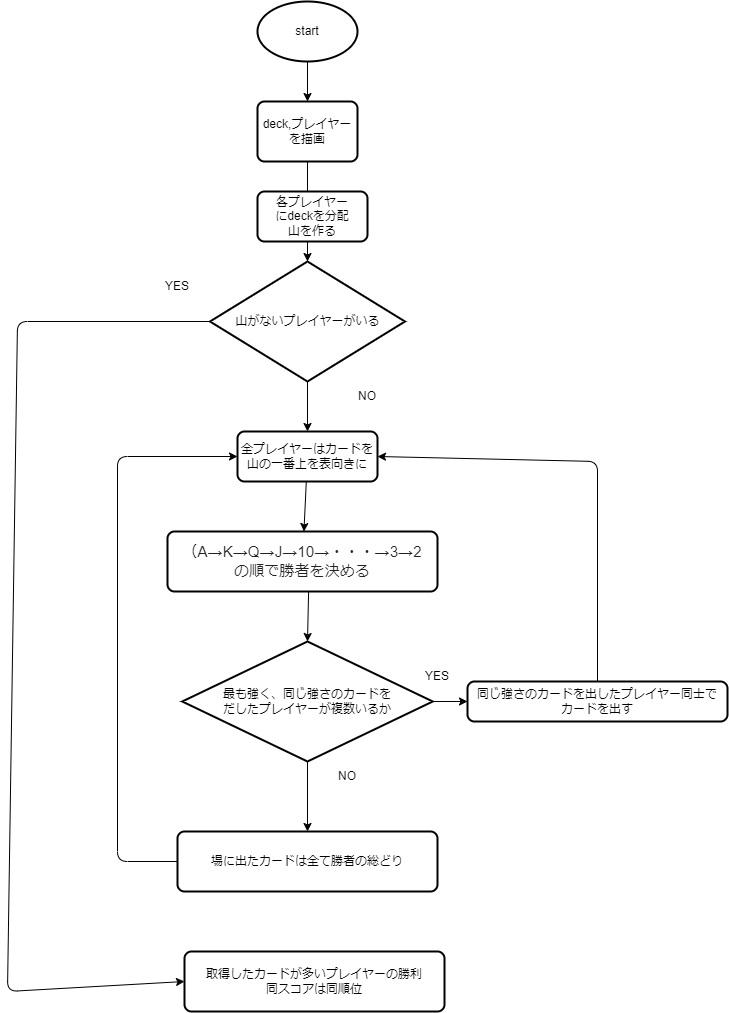 start
deck,プレイヤー
を描画
各プレイヤー
にdeckを分配
山を作る
YES
山がないプレイヤーがいる
NO
全プレイヤーはカードを
山の一番上を表向きに
（A→K→Q→J→10→・・・→3→2
の順で勝者を決める
最も強く、同じ強さのカードを
だしたプレイヤーが複数いるか
YES
同じ強さのカードを出したプレイヤー同士で
カードを出す
NO
場に出たカードは全て勝者の総どり
取得したカードが多いプレイヤーの勝利
同スコアは同順位